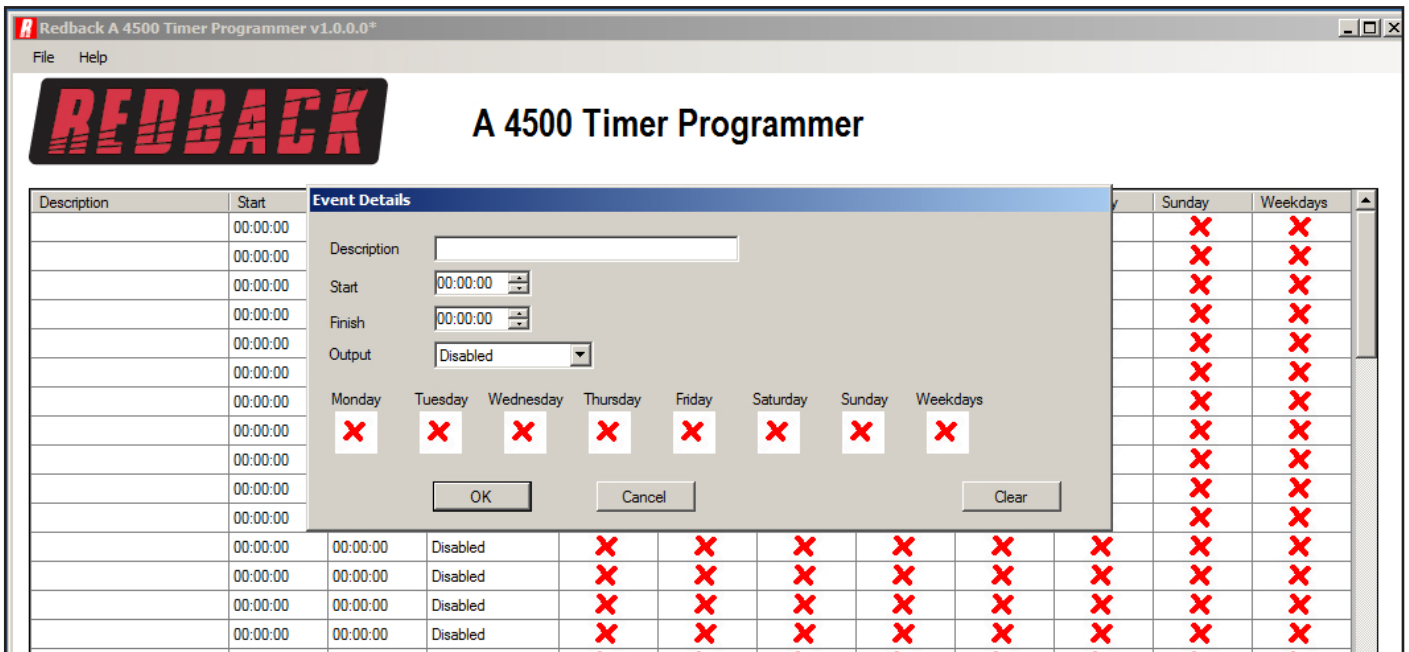 Redback A 4500 Timer Programmer v1.0.0.0*
File Help
REDBACK
A 4500 Timer Programmer
Description Start Event Details y Sunday Weekdays
00:00:00
00:00:00
00:00:00
00:00:00
00:00:00
00:00:00
00:00:00
00:00:00
00:00:00
00:00:00
00:00:00
Description
Start 00:00:00
Finish 00:00:00
Output Disabled
Monday Tuesday Wednesday Thursday Friday Saturday Sunday Weekdays
OK Cancel Clear
00:00:00 00:00:00 Disabled
00:00:00 00:00:00 Disabled
00:00:00 00:00:00 Disabled
00:00:00 00:00:00 Disabled